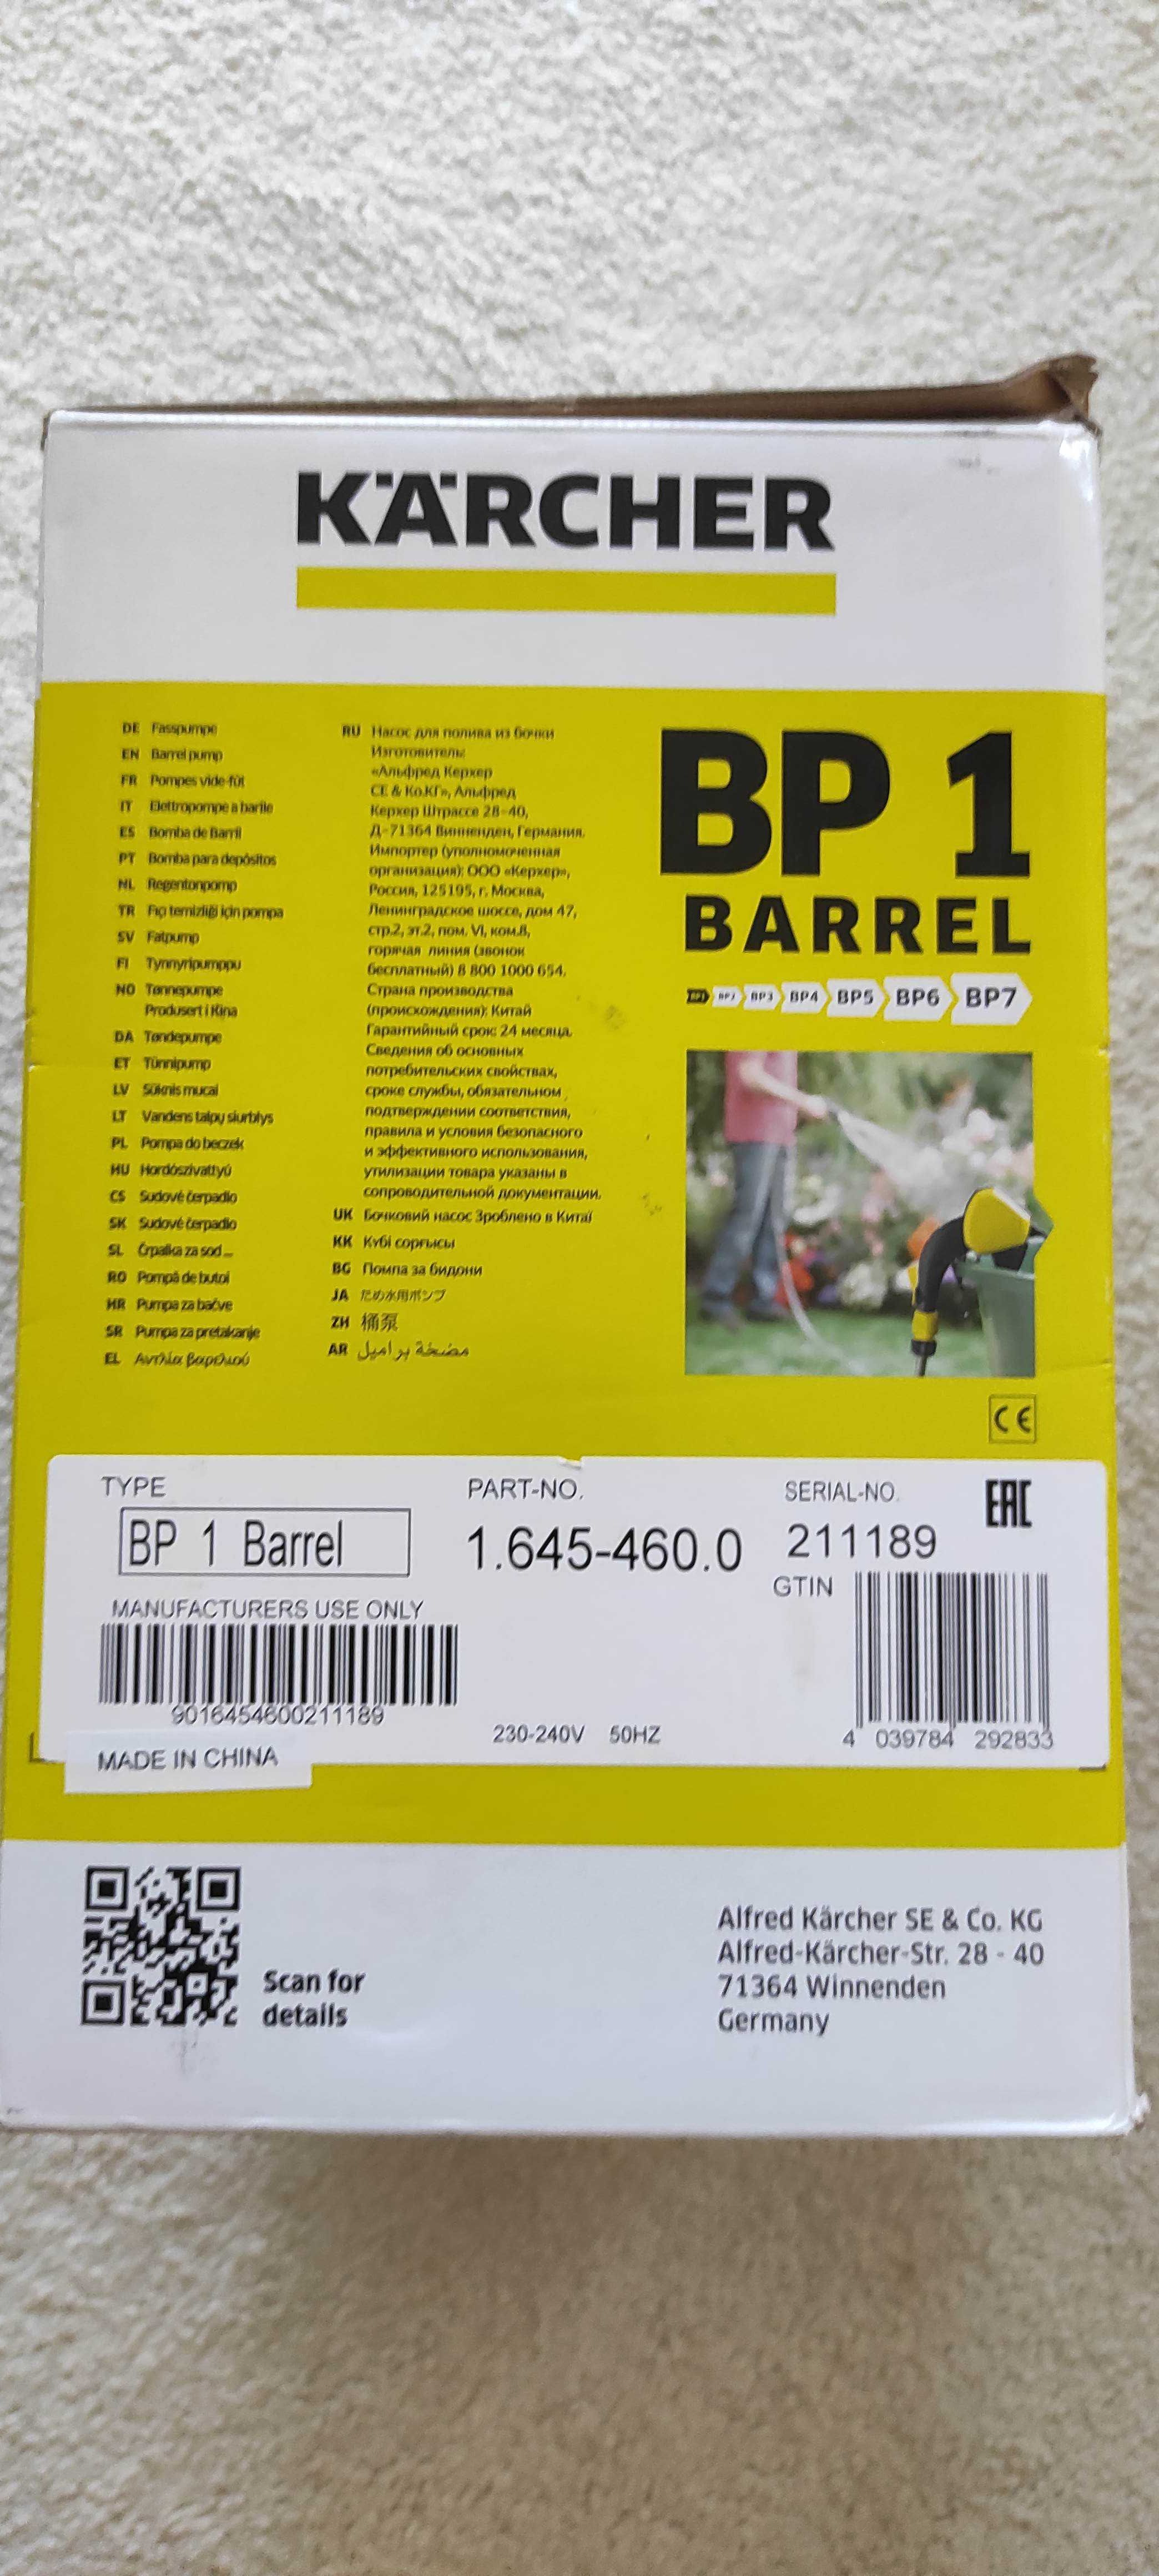 KÄRCHER
DE Fasspumpe
EN Barrel pump
FR Pompes vide-fût
IT Elettropompe a barile
ES Bomba de Barril
PT Bomba para depósitos
NL Regentonpomp
TR Fıçı temizliği için pompa
SV Fatpump
FI Tynnyripumppu
NO Tønnepumpe
Produsert i Kina
DA Tøndepumpe
ET Tünnipump
LV Sūknis mucai
LT Vandens talpų siurblys
PL Pompa do beczek
HU Hordószivattyú
CS Sudové čerpadlo
SK Sudové čerpadlo
SL Črpalka za sod ...
RO Pompă de butoi
HR Pumpa za bačve
SR Pumpa za pretakanje
EL Αντλία βαρελιού
RU Насос для полива из бочки
Изготовитель:
«Альфред Керхер
СЕ & Ко.КГ», Альфред
Керхер Штрассе 28-40,
Д-71364 Винненден, Германия.
Импортер (уполномоченная
организация): ООО «Керхер»,
Россия, 125195, г. Москва,
Ленинградское шоссе, дом 47,
стр.2, эт.2, пом. VI, ком.8,
горячая линия (звонок
бесплатный) 8 800 1000 654.
Страна производства
(происхождения): Китай
Гарантийный срок: 24 месяца.
Сведения об основных
потребительских свойствах,
сроке службы, обязательном
подтверждении соответствия,
правила и условия безопасного
и эффективного использования,
утилизации товара указаны в
сопроводительной документации.
UK Бочковий насос Зроблено в Китаї
KK Кубі сорғысы
BG Помпа за бидони
JA ため水用ポンプ
ZH 桶泵
AR مضخة براميل
BP 1
BARREL
BP1 BP2 BP3 BP4 BP5 BP6 BP7
CE
TYPE PART-NO. SERIAL-NO. EAC
BP 1 Barrel 1.645-460.0 211189
GTIN
MANUFACTURERS USE ONLY
9016454600211189
230-240V 50HZ 4 039784 292833
MADE IN CHINA
Scan for
details
Alfred Kärcher SE & Co. KG
Alfred-Kärcher-Str. 28 - 40
71364 Winnenden
Germany